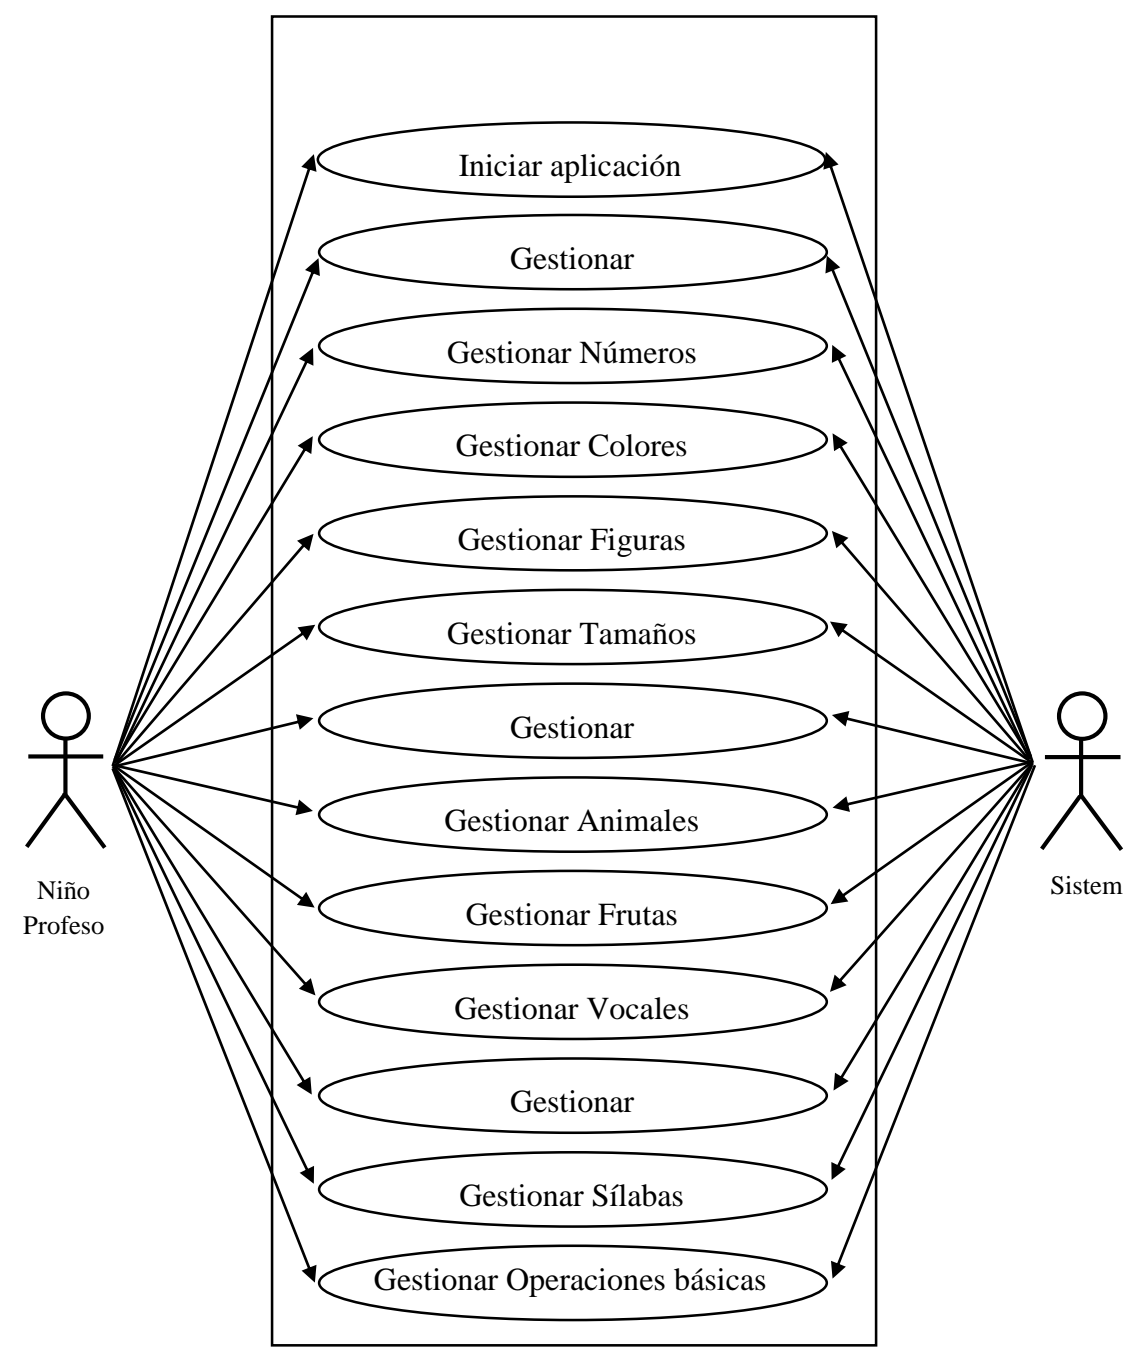 Iniciar aplicación
Gestionar
Gestionar Números
Gestionar Colores
Gestionar Figuras
Gestionar Tamaños
Gestionar
Gestionar Animales
Gestionar Frutas
Gestionar Vocales
Gestionar
Gestionar Sílabas
Gestionar Operaciones básicas
Niño
Profeso
Sistem